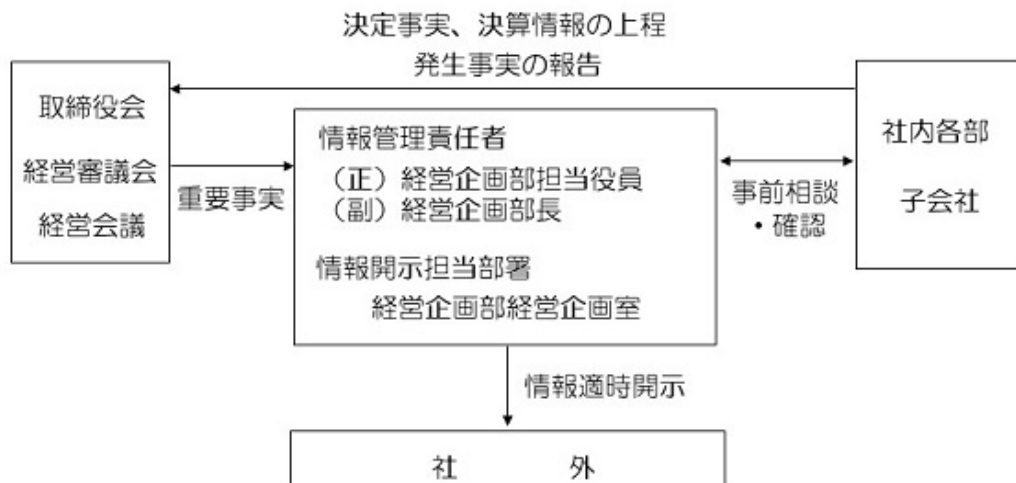 決定事実、決算情報の上程
発生事実の報告
取締役会
経営審議会
経営会議
重要事実
情報管理責任者
（正）経営企画部担当役員
（副）経営企画部長
情報開示担当部署
経営企画部経営企画室
事前相談
・確認
社内各部
子会社
情報適時開示
社　　　外